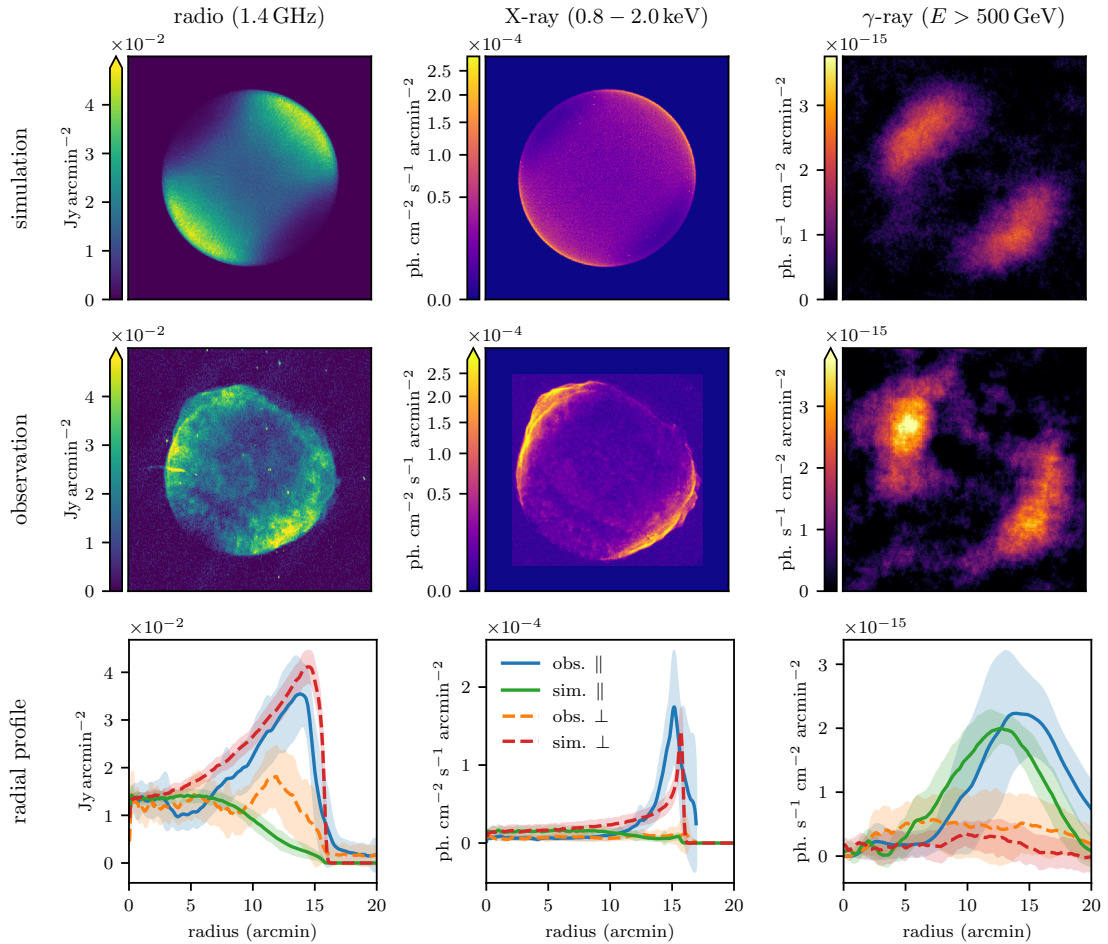 radio (1.4 GHz)
X-ray (0.8 − 2.0 keV)
γ-ray (E > 500 GeV)
simulation
×10⁻²
Jy arcmin⁻²
4
3
2
1
0
×10⁻⁴
ph. cm⁻² s⁻¹ arcmin⁻²
2.5
2.0
1.5
1.0
0.5
0.0
×10⁻¹⁵
ph. s⁻¹ cm⁻² arcmin⁻²
3
2
1
0
observation
×10⁻²
Jy arcmin⁻²
4
3
2
1
0
×10⁻⁴
ph. cm⁻² s⁻¹ arcmin⁻²
2.5
2.0
1.5
1.0
0.5
0.0
×10⁻¹⁵
ph. s⁻¹ cm⁻² arcmin⁻²
3
2
1
0
radial profile
×10⁻²
Jy arcmin⁻²
4
3
2
1
0
0 5 10 15 20
radius (arcmin)
×10⁻⁴
ph. cm⁻² s⁻¹ arcmin⁻²
2
1
0
obs. ∥
sim. ∥
obs. ⊥
sim. ⊥
0 5 10 15 20
radius (arcmin)
×10⁻¹⁵
ph. s⁻¹ cm⁻² arcmin⁻²
3
2
1
0
0 5 10 15 20
radius (arcmin)